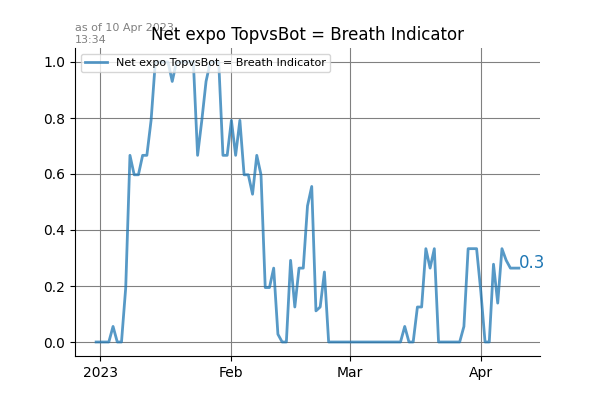 as of 10 Apr 2023
13:34
Net expo TopvsBot = Breath Indicator
Net expo TopvsBot = Breath Indicator
1.0
0.8
0.6
0.4
0.2
0.0
0.3
2023 Feb Mar Apr